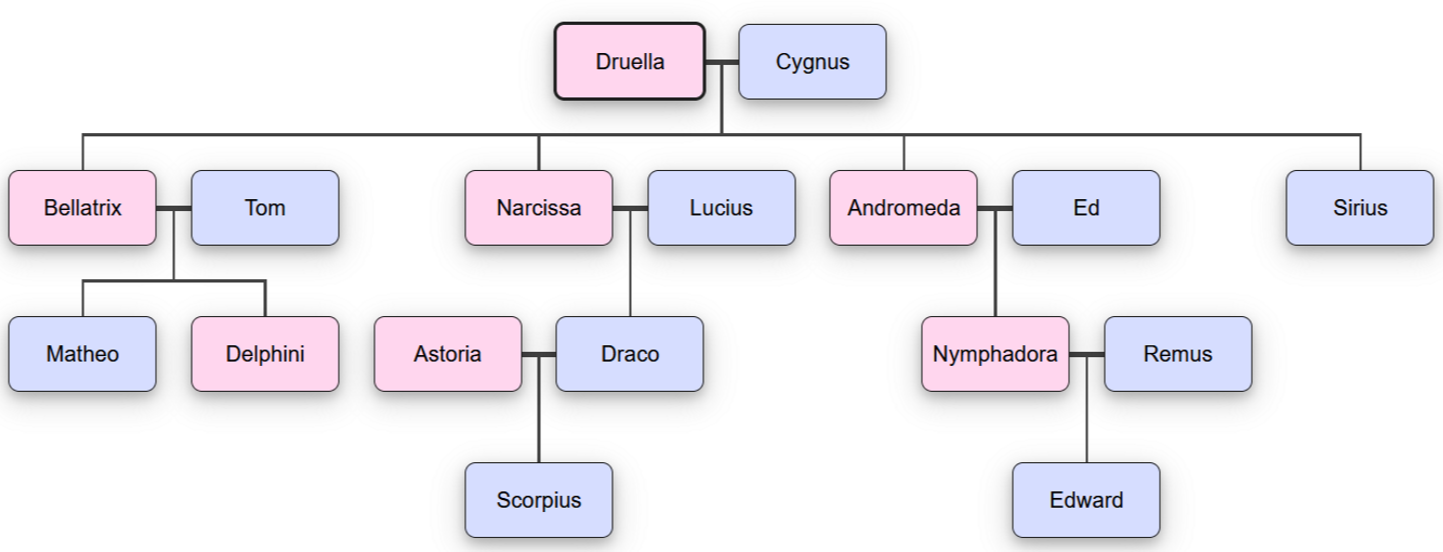 Druella
Cygnus
Bellatrix
Tom
Narcissa
Lucius
Andromeda
Ed
Sirius
Matheo
Delphini
Astoria
Draco
Nymphadora
Remus
Scorpius
Edward